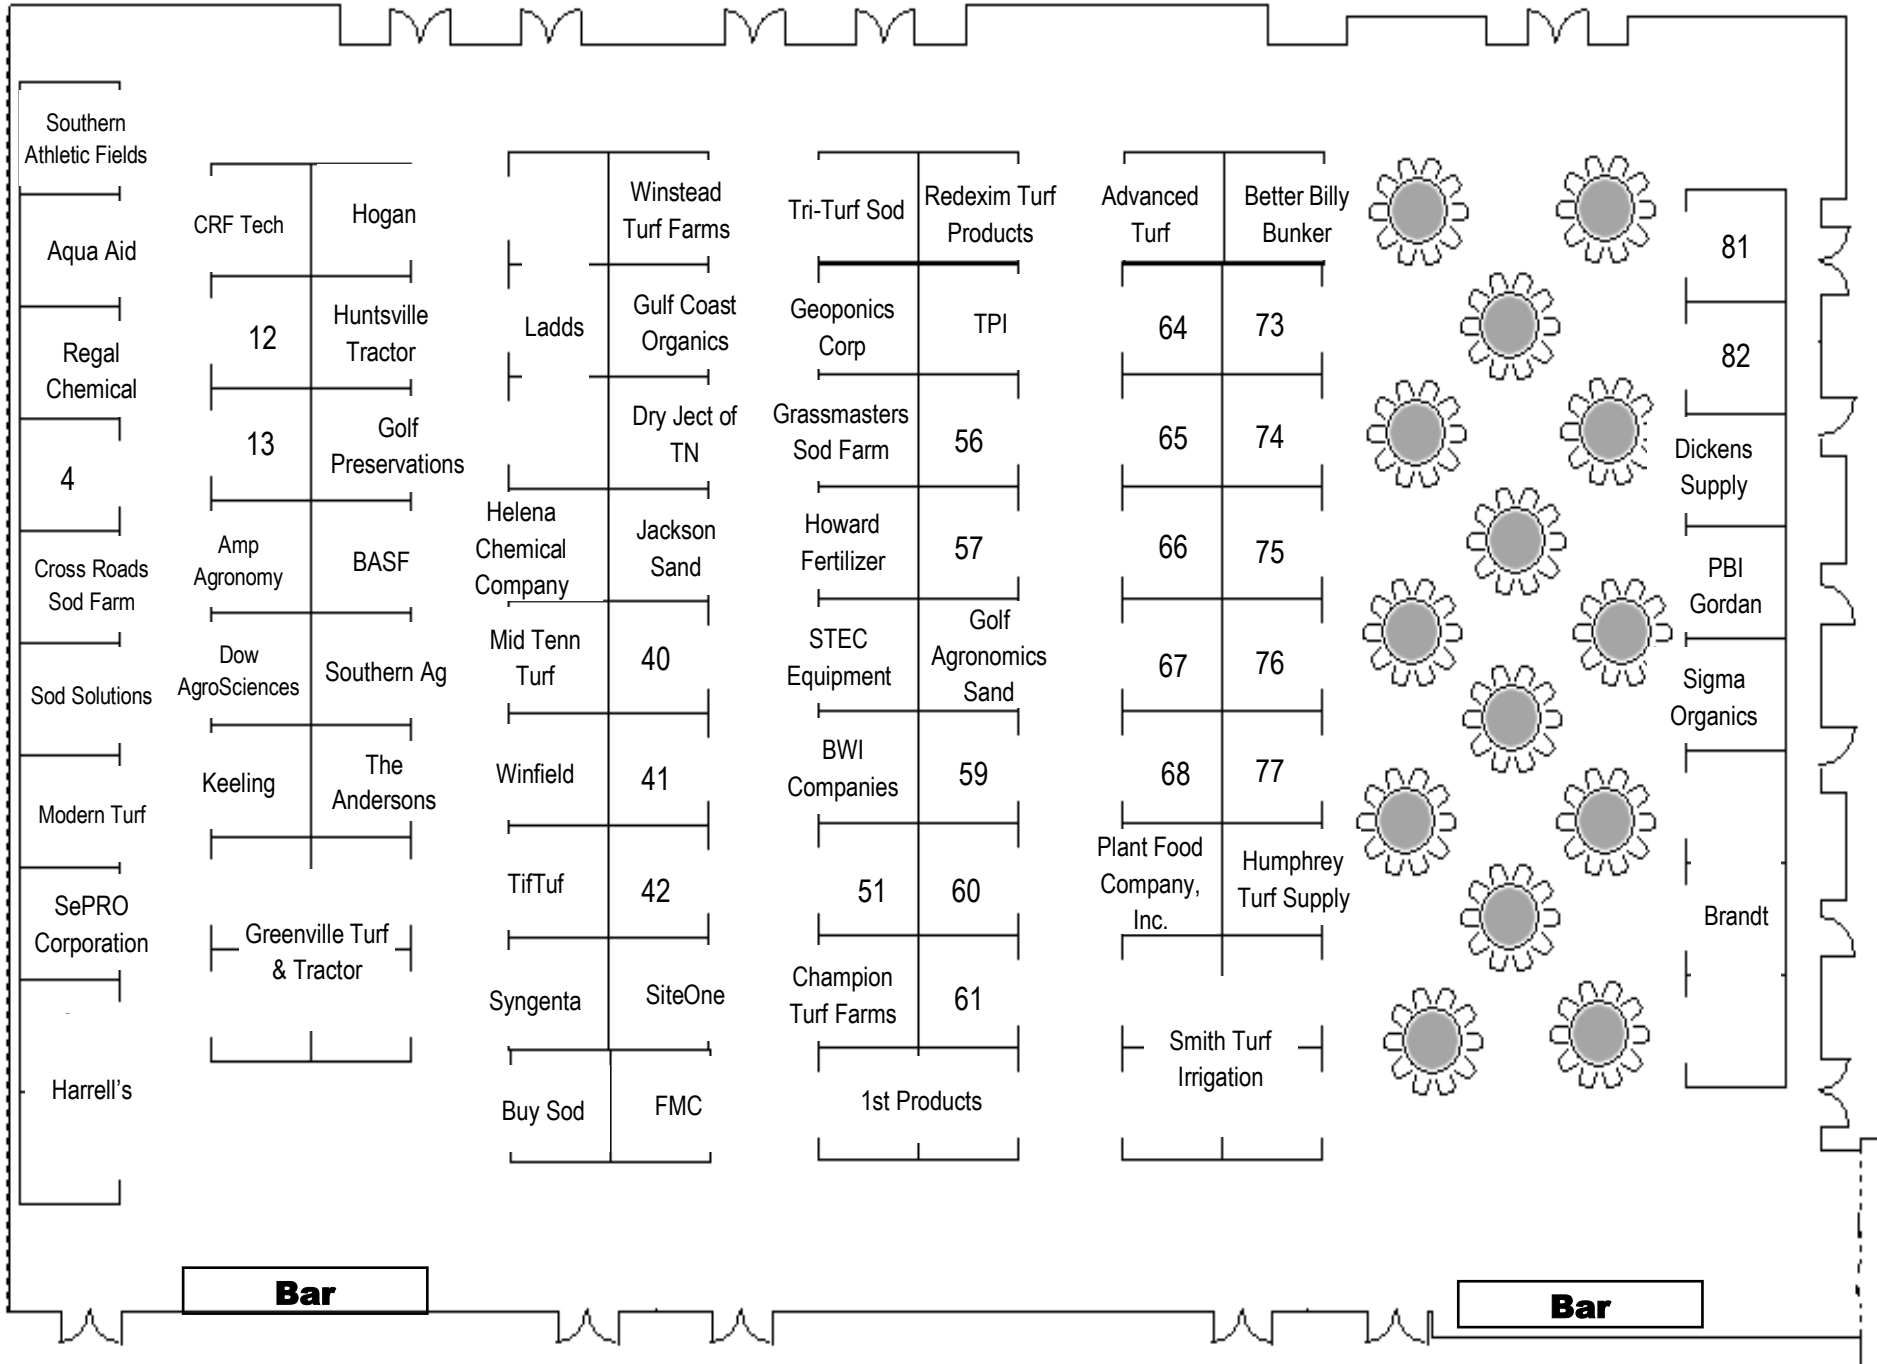 Southern
Athletic Fields
Aqua Aid
Regal
Chemical
4
Cross Roads
Sod Farm
Sod Solutions
Modern Turf
SePRO
Corporation
Harrell's
CRF Tech
12
13
Amp
Agronomy
Dow
AgroSciences
Keeling
Hogan
Huntsville
Tractor
Golf
Preservations
BASF
Southern Ag
The
Andersons
Greenville Turf
& Tractor
Ladds
Helena
Chemical
Company
Mid Tenn
Turf
Winfield
TifTuf
Syngenta
Buy Sod
Winstead
Turf Farms
Gulf Coast
Organics
Dry Ject of
TN
Jackson
Sand
40
41
42
SiteOne
FMC
Tri-Turf Sod
Geoponics
Corp
Grassmasters
Sod Farm
Howard
Fertilizer
STEC
Equipment
BWI
Companies
51
Champion
Turf Farms
Redexim Turf
Products
TPI
56
57
Golf
Agronomics
Sand
59
60
61
1st Products
Advanced
Turf
64
65
66
67
68
Plant Food
Company,
Inc.
Better Billy
Bunker
73
74
75
76
77
Humphrey
Turf Supply
Smith Turf
Irrigation
81
82
Dickens
Supply
PBI
Gordan
Sigma
Organics
Brandt
Bar
Bar